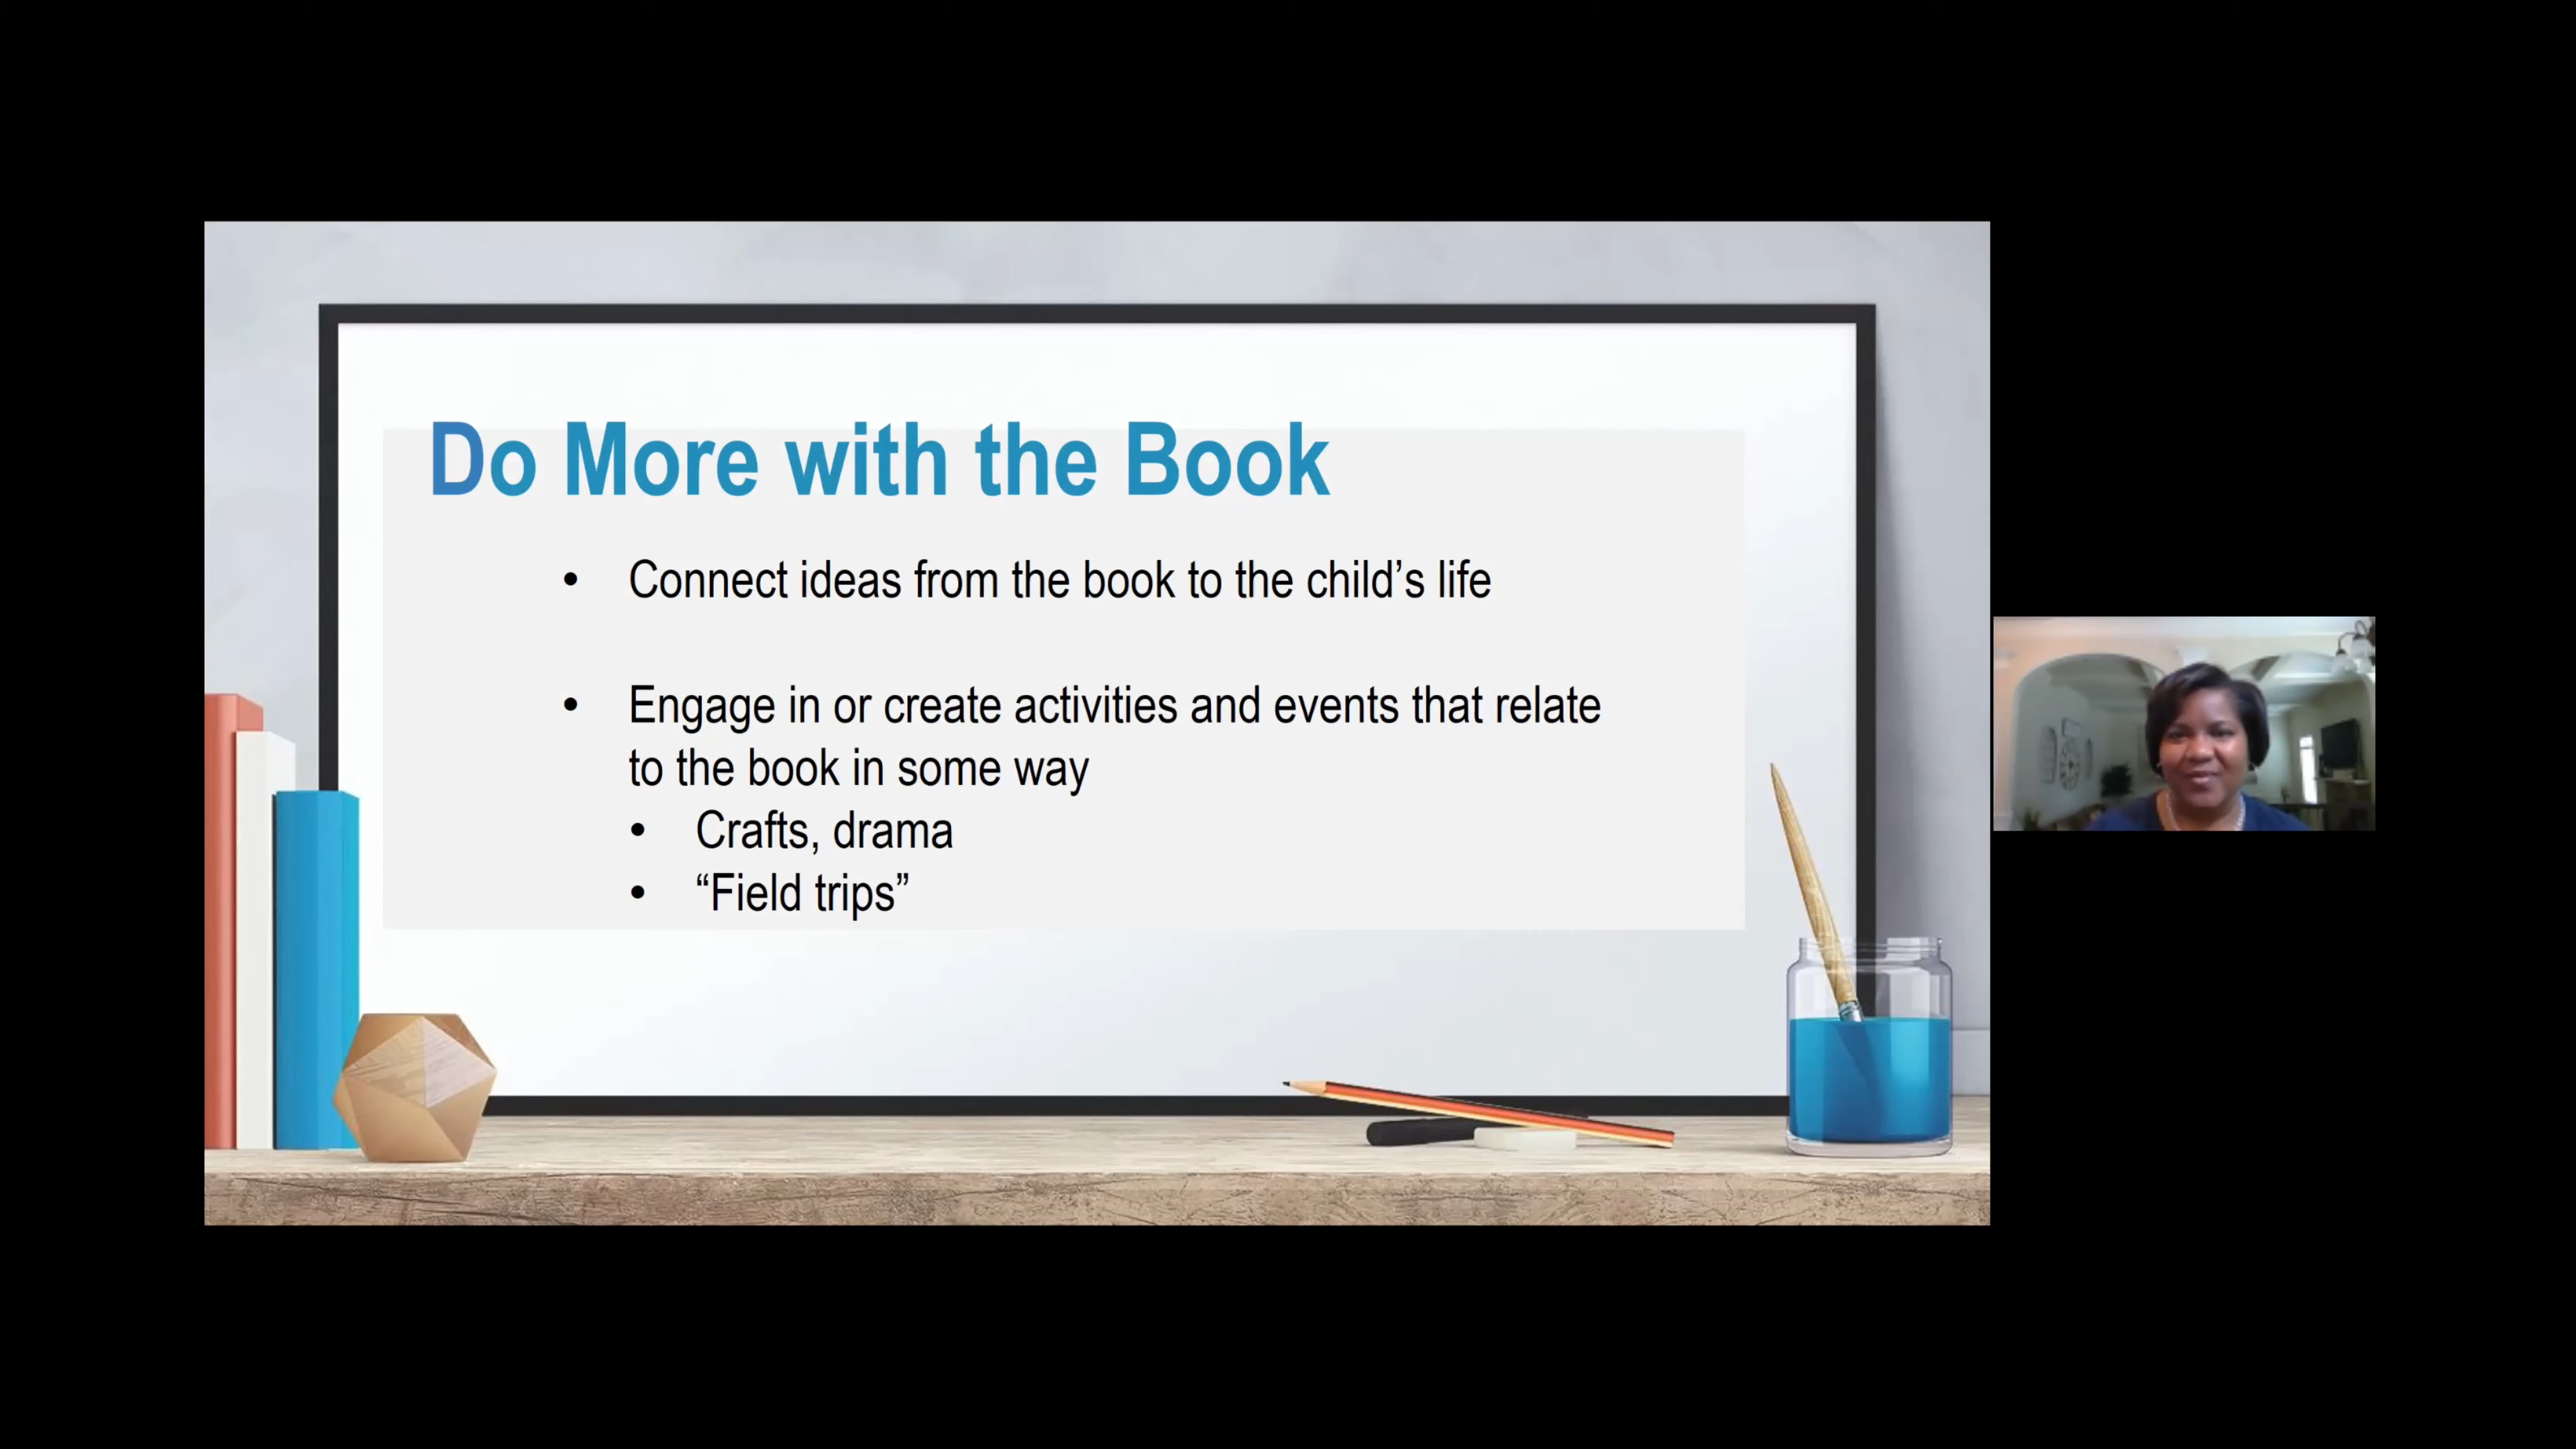 Do More with the Book
• Connect ideas from the book to the child’s life
• Engage in or create activities and events that relate
to the book in some way
• Crafts, drama
• “Field trips”